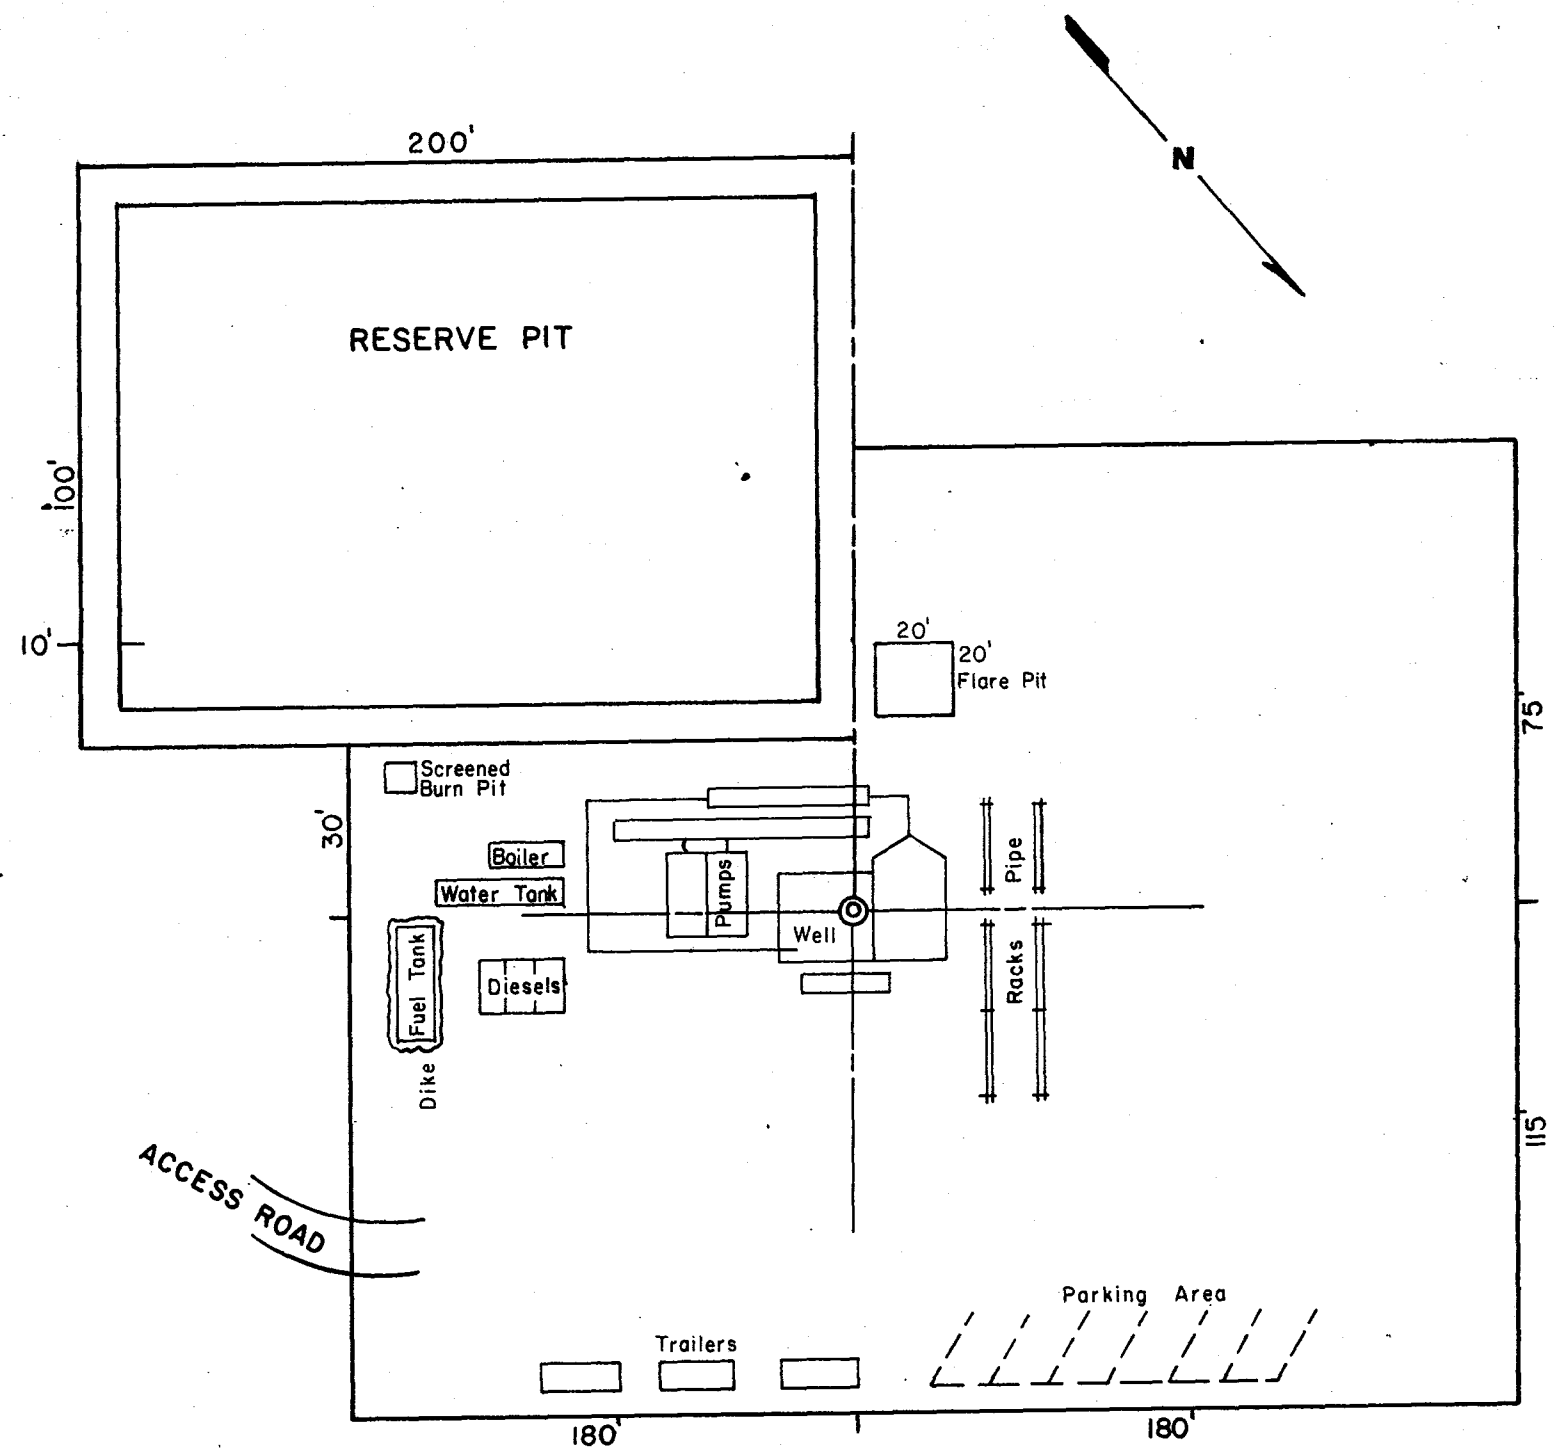 N
200'
RESERVE PIT
100'
10'
20'
20'
Flare Pit
75
Screened
Burn Pit
30'
Boiler
Water Tank
Pumps
Pipe
Well
Fuel Tank
Diesels
Racks
Dike
115
ACCESS ROAD
Parking Area
Trailers
180'
180'